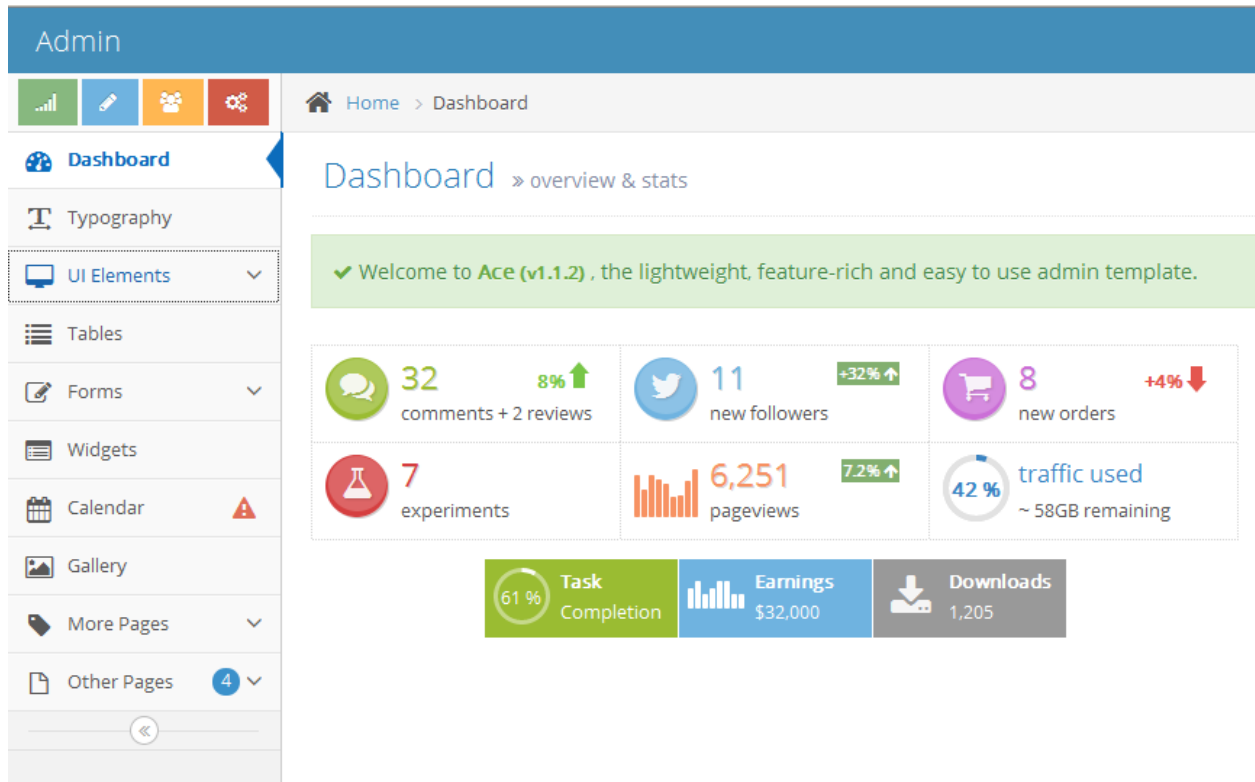 Admin
Home > Dashboard
Dashboard
Typography
UI Elements
Tables
Forms
Widgets
Calendar
Gallery
More Pages
Other Pages 4
Dashboard » overview & stats
Welcome to Ace (v1.1.2) , the lightweight, feature-rich and easy to use admin template.
32 8%
comments + 2 reviews
11 +32%
new followers
8 +4%
new orders
7
experiments
6,251 7.2%
pageviews
42 % traffic used
~ 58GB remaining
61 % Task
Completion
Earnings
$32,000
Downloads
1,205